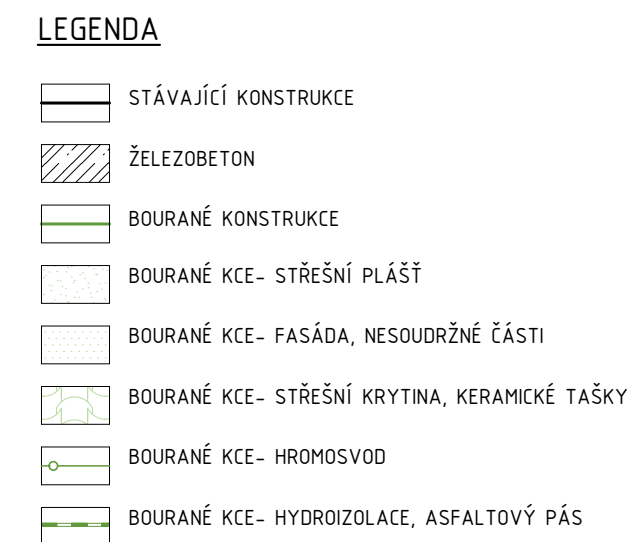 LEGENDA
STÁVAJÍCÍ KONSTRUKCE
ŽELEZOBETON
BOURANÉ KONSTRUKCE
BOURANÉ KCE- STŘEŠNÍ PLÁŠŤ
BOURANÉ KCE- FASÁDA, NESOUDRŽNÉ ČÁSTI
BOURANÉ KCE- STŘEŠNÍ KRYTINA, KERAMICKÉ TAŠKY
BOURANÉ KCE- HROMOSVOD
BOURANÉ KCE- HYDROIZOLACE, ASFALTOVÝ PÁS